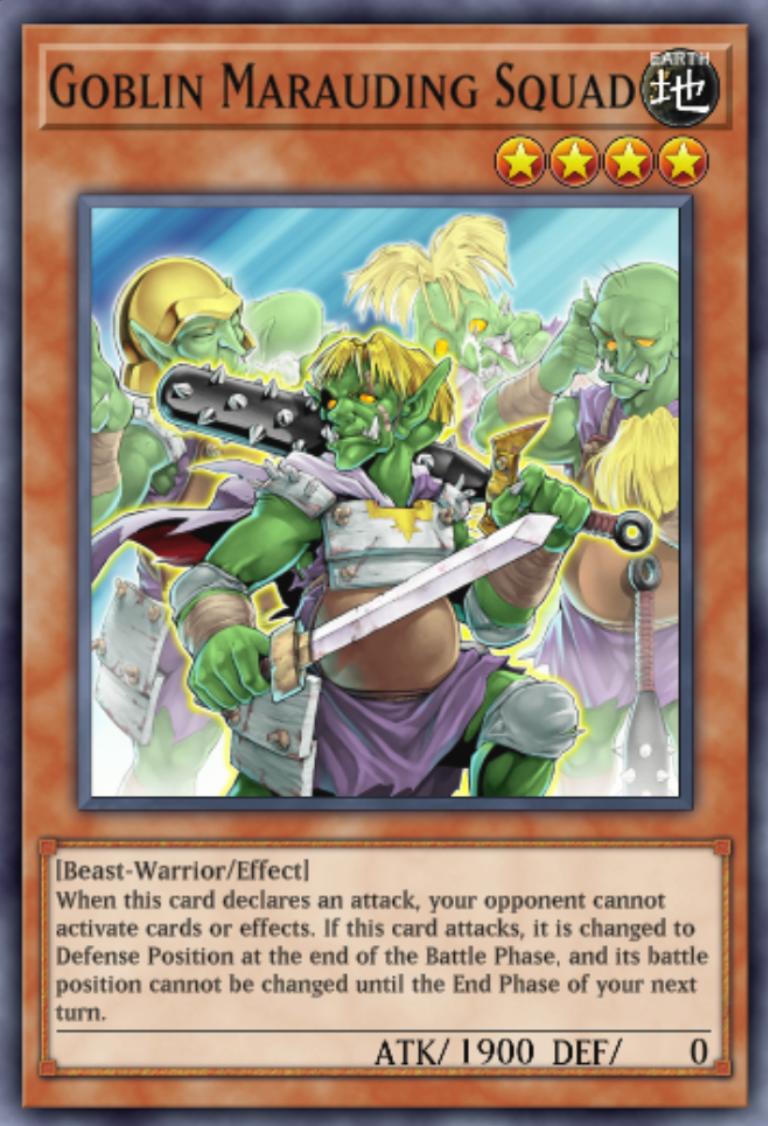 GOBLIN MARAUDING SQUAD
EARTH
地
[Beast-Warrior/Effect]
When this card declares an attack, your opponent cannot
activate cards or effects. If this card attacks, it is changed to
Defense Position at the end of the Battle Phase, and its battle
position cannot be changed until the End Phase of your next
turn.
ATK/ 1900 DEF/ 0